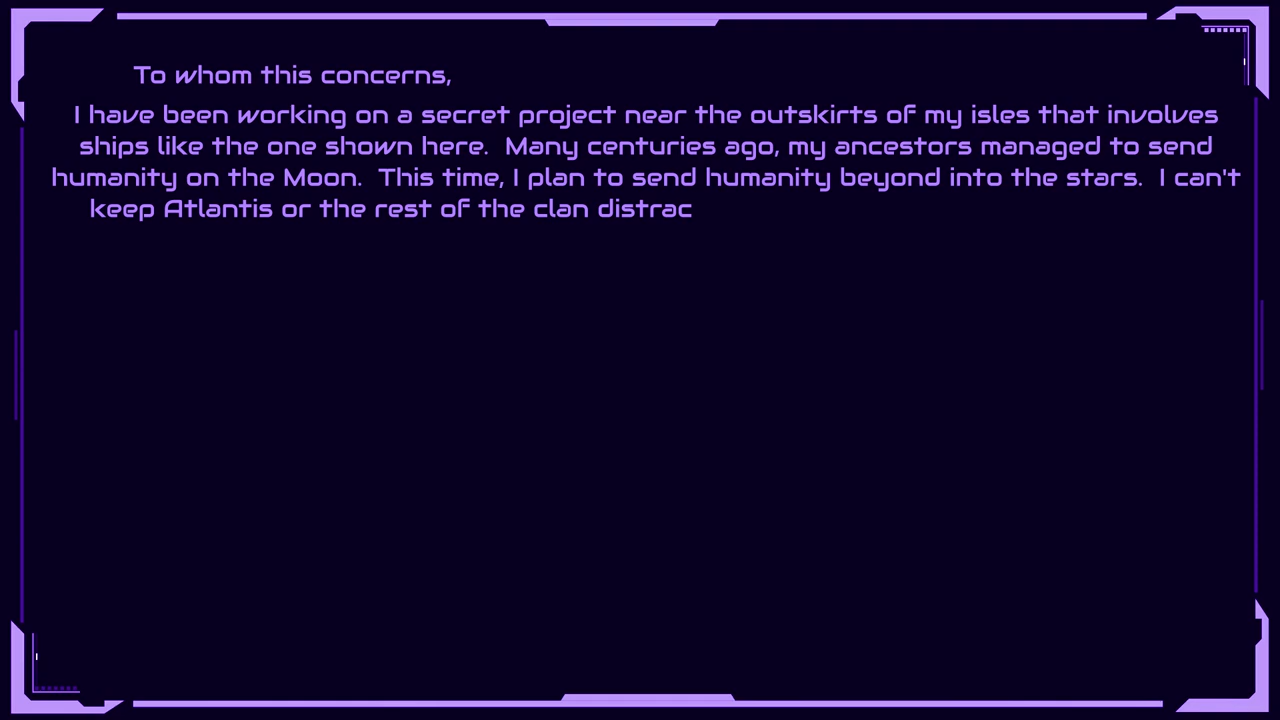 To whom this concerns,
I have been working on a secret project near the outskirts of my isles that involves
ships like the one shown here.  Many centuries ago, my ancestors managed to send
humanity on the Moon.  This time, I plan to send humanity beyond into the stars.  I can't
keep Atlantis or the rest of the clan distrac